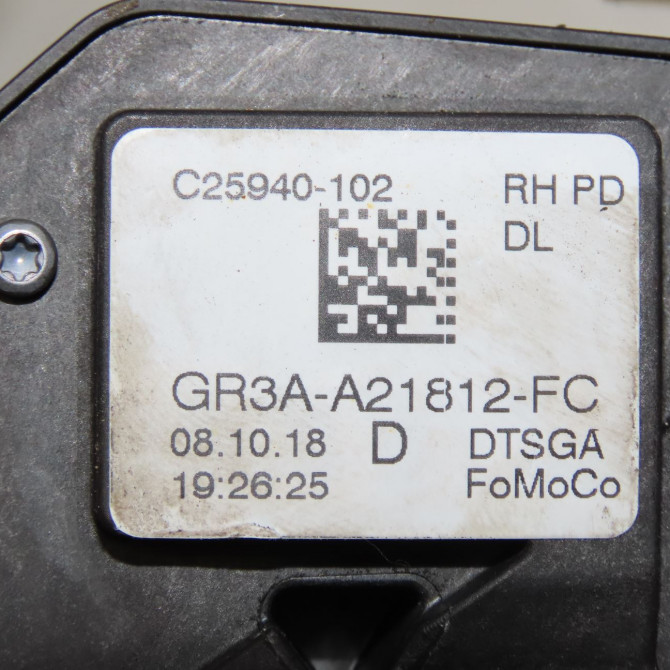 C25940-102 RH PD
DL
GR3A-A21812-FC
08.10.18 D DTSGA
19:26:25 FoMoCo